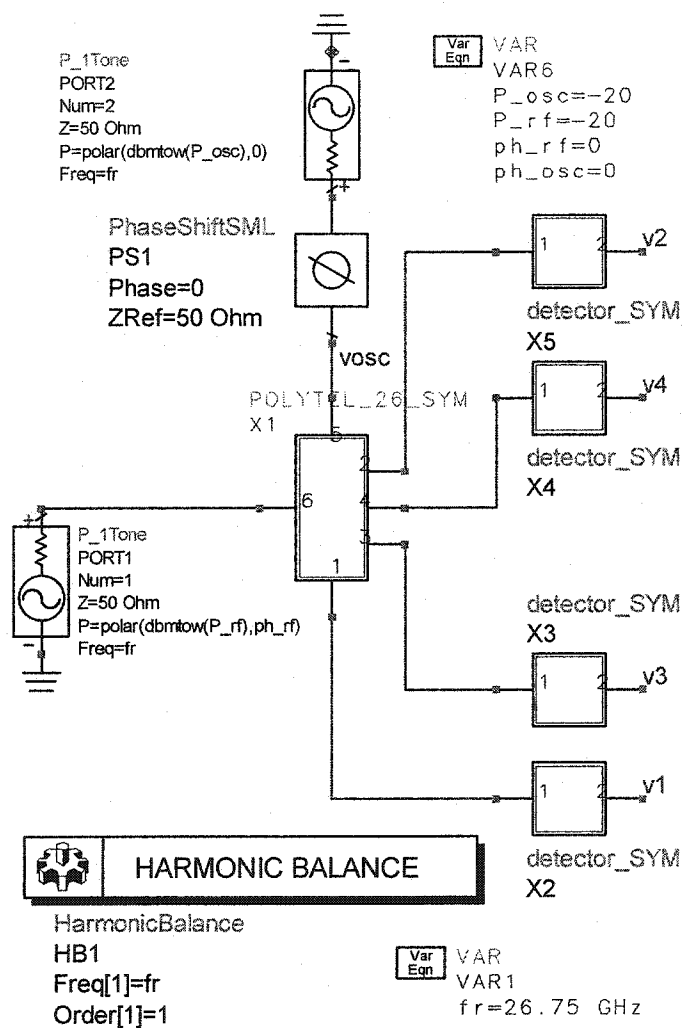 P_1Tone
PORT2
Num=2
Z=50 Ohm
P=polar(dbmtow(P_osc),0)
Freq=fr
-
+
Var
Eqn
VAR
VAR6
P_osc=-20
P_rf=-20
ph_rf=0
ph_osc=0
PhaseShiftSML
PS1
Phase=0
ZRef=50 Ohm
vosc
1
2
v2
detector_SYM
X5
1
2
v4
detector_SYM
X4
POLYTEL_26_SYM
X1
5
2
6
4
3
1
+
P_1Tone
PORT1
Num=1
Z=50 Ohm
P=polar(dbmtow(P_rf),ph_rf)
Freq=fr
-
detector_SYM
X3
1
2
v3
1
2
v1
detector_SYM
X2
HARMONIC BALANCE
HarmonicBalance
HB1
Freq[1]=fr
Order[1]=1
Var
Eqn
VAR
VAR1
fr=26.75 GHz